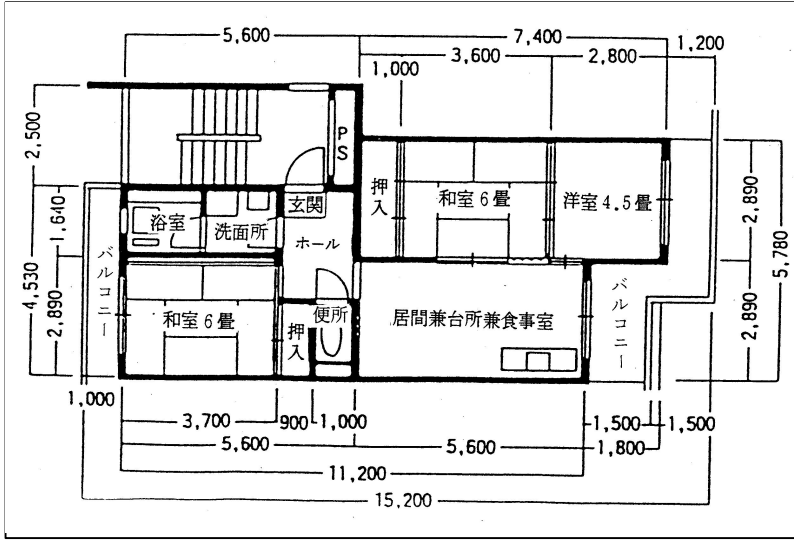 5,600
7,400
1,200
3,600
2,800
1,000
2,500
PS
押入
和室6畳
洋室4.5畳
玄関
浴室
洗面所
ホール
1,640
4,530
2,890
2,890
2,890
5,780
バルコニー
バルコニー
和室6畳
押入
便所
居間兼台所兼食事室
1,000
3,700
900
1,000
1,500
1,500
5,600
5,600
1,800
11,200
15,200